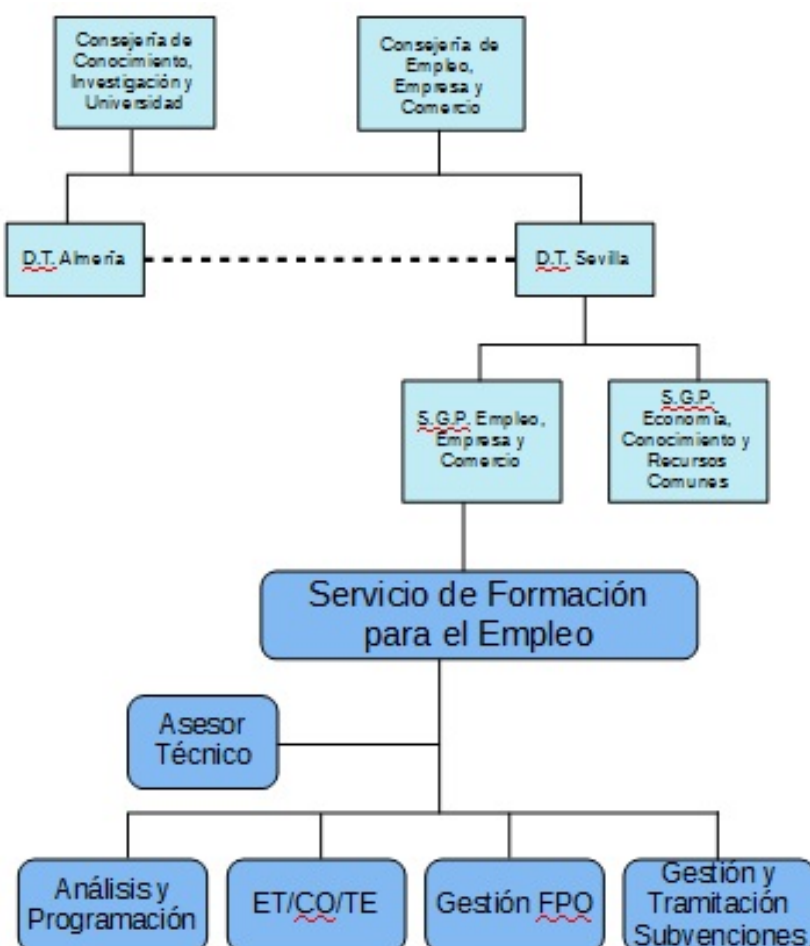 Consejería de
Conocimiento,
Investigación y
Universidad
Consejería de
Empleo,
Empresa y
Comercio
D.T. Almería
D.T. Sevilla
S.G.P. Empleo,
Empresa y
Comercio
S.G.P.
Economía,
Conocimiento y
Recursos
Comunes
Servicio de Formación
para el Empleo
Asesor
Técnico
Análisis y
Programación
ET/CO/TE
Gestión FPO
Gestión y
Tramitación
Subvenciones